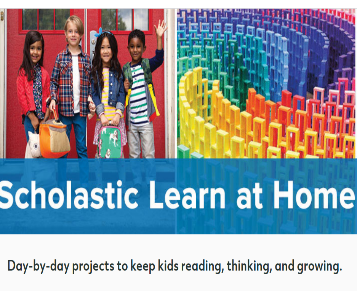 Scholastic Learn at Home
Day-by-day projects to keep kids reading, thinking, and growing.